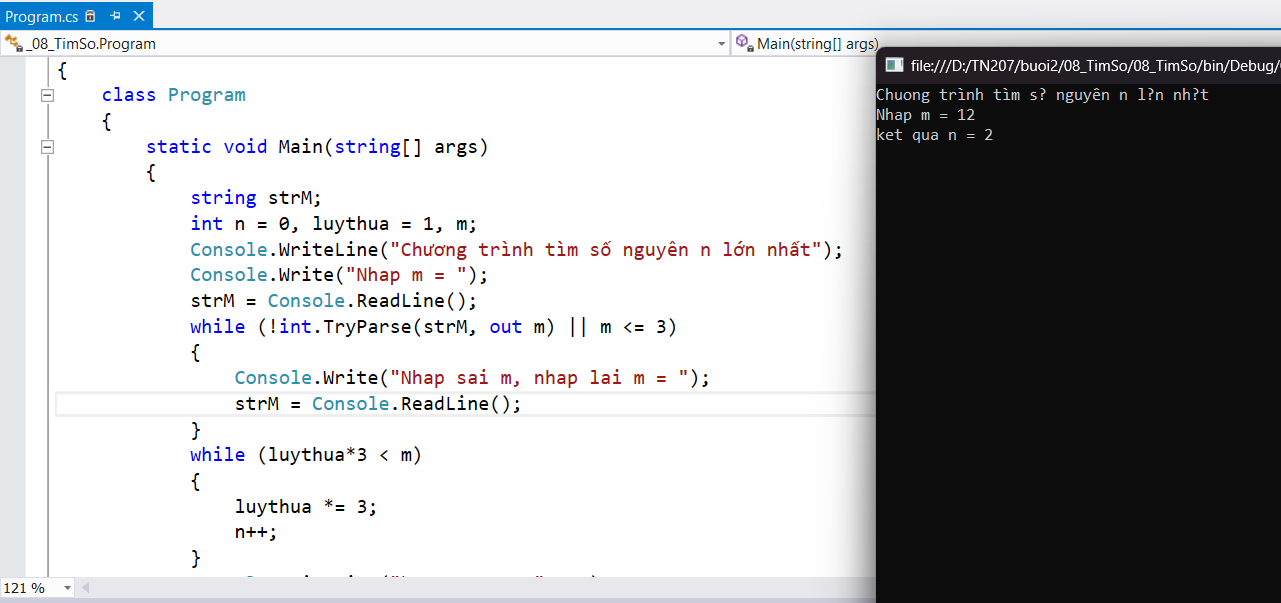 Program.cs
_08_TimSo.Program
Main(string[] args)
{
class Program
{
static void Main(string[] args)
{
string strM;
int n = 0, luythua = 1, m;
Console.WriteLine("Chương trình tìm số nguyên n lớn nhất");
Console.Write("Nhap m = ");
strM = Console.ReadLine();
while (!int.TryParse(strM, out m) || m <= 3)
{
Console.Write("Nhap sai m, nhap lai m = ");
strM = Console.ReadLine();
}
while (luythua*3 < m)
{
luythua *= 3;
n++;
}
121 %
file:///D:/TN207/buoi2/08_TimSo/08_TimSo/bin/Debug/
Chuong trình tìm s? nguyên n l?n nh?t
Nhap m = 12
ket qua n = 2